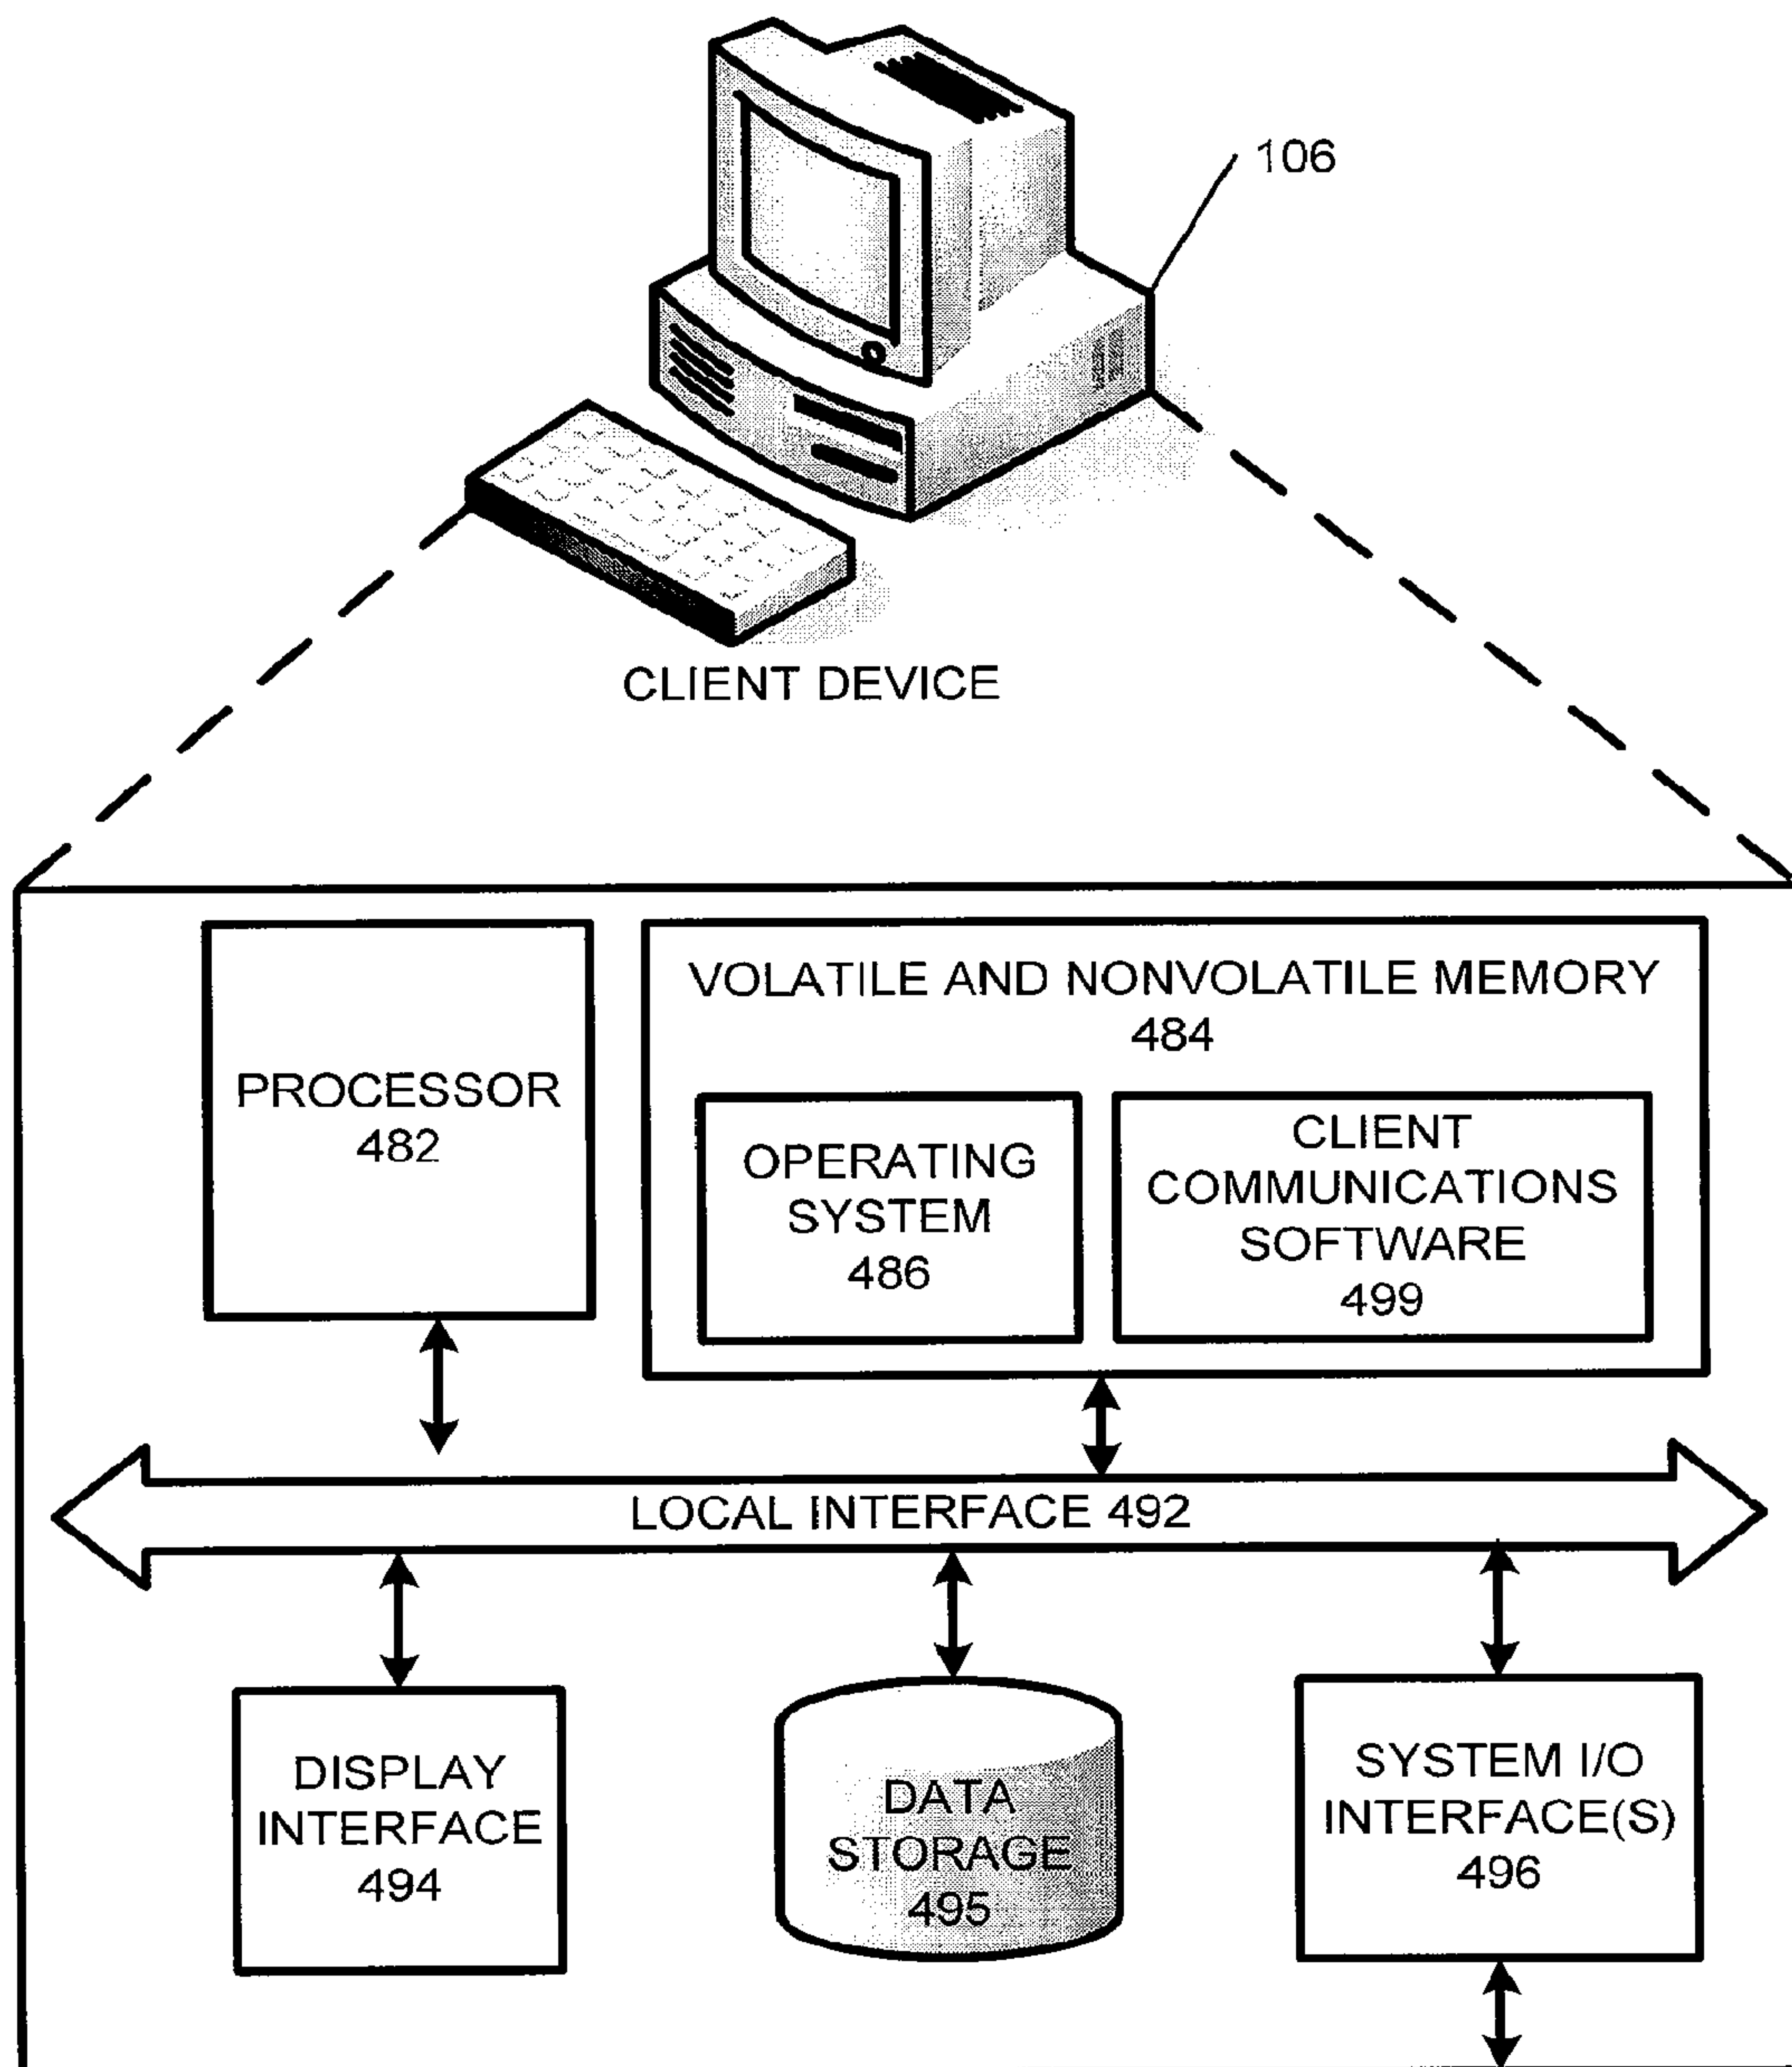 106
CLIENT DEVICE
VOLATILE AND NONVOLATILE MEMORY
484
PROCESSOR
482
OPERATING
SYSTEM
486
CLIENT
COMMUNICATIONS
SOFTWARE
499
LOCAL INTERFACE 492
DISPLAY
INTERFACE
494
DATA
STORAGE
495
SYSTEM I/O
INTERFACE(S)
496